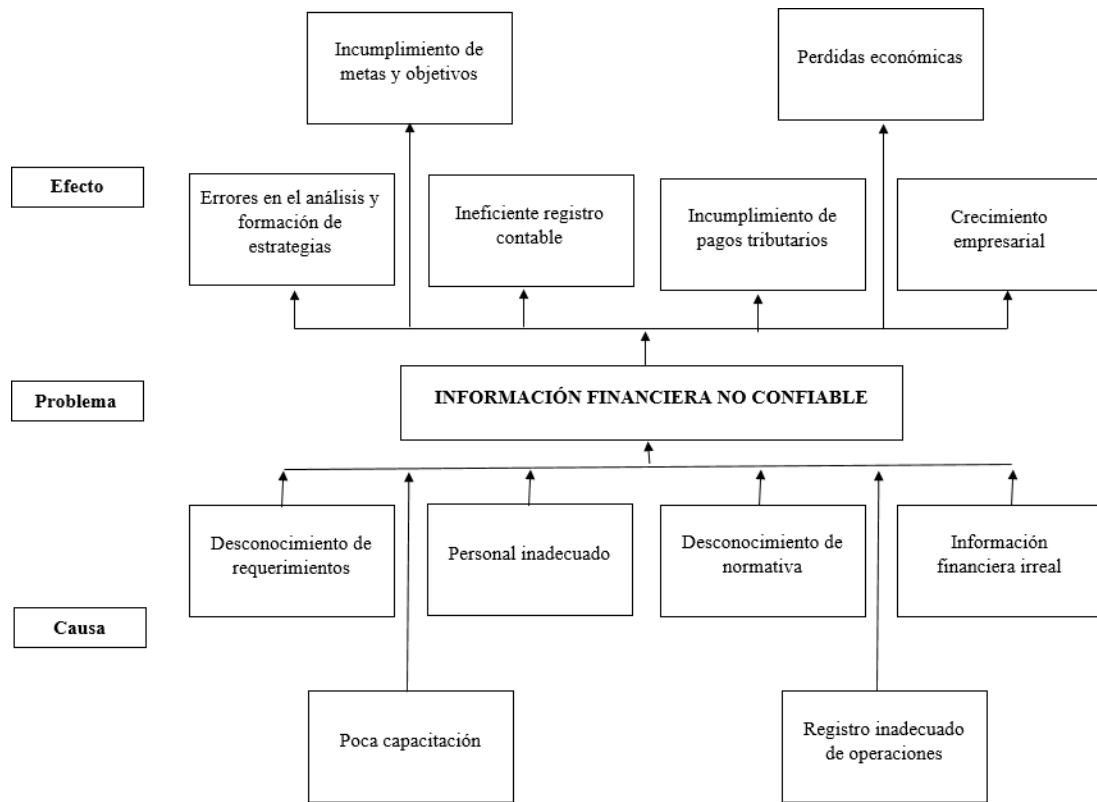 Incumplimiento de
metas y objetivos
Perdidas económicas
Efecto
Errores en el análisis y
formación de
estrategias
Ineficiente registro
contable
Incumplimiento de
pagos tributarios
Crecimiento
empresarial
Problema
INFORMACIÓN FINANCIERA NO CONFIABLE
Desconocimiento de
requerimientos
Personal inadecuado
Desconocimiento de
normativa
Información
financiera irreal
Causa
Poca capacitación
Registro inadecuado
de operaciones